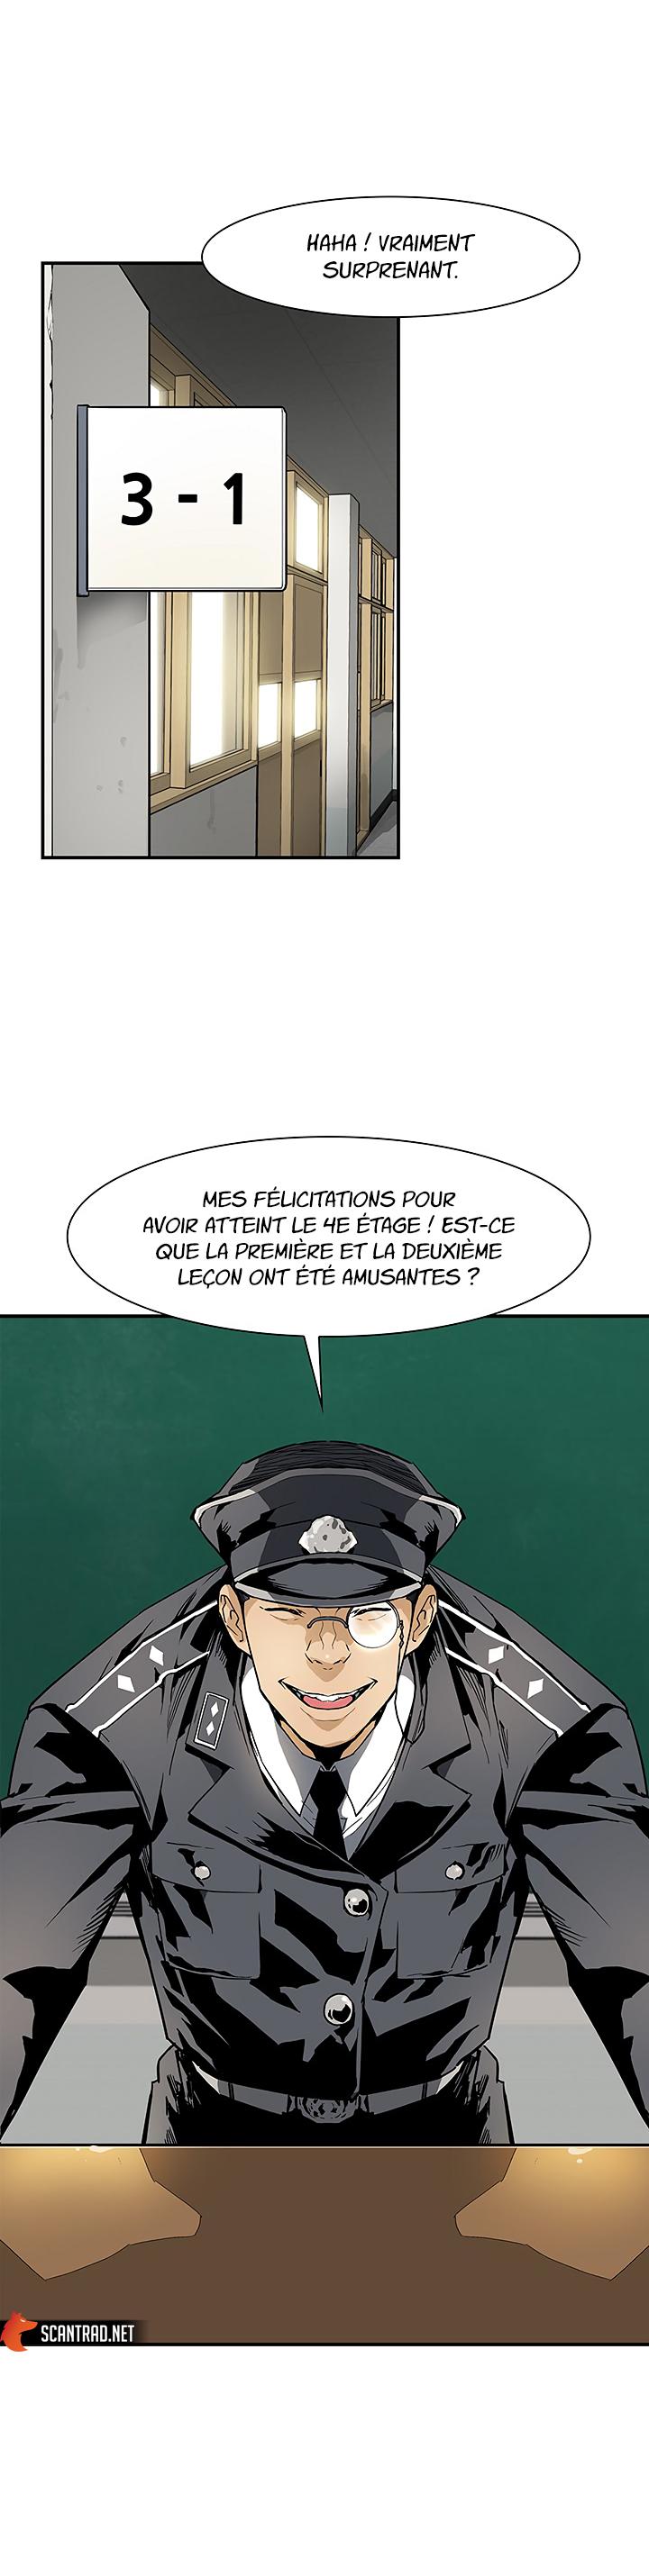 HAHA ! VRAIMENT
SURPRENANT.
3 - 1
MES FÉLICITATIONS POUR
AVOIR ATTEINT LE 4E ÉTAGE ! EST-CE
QUE LA PREMIÈRE ET LA DEUXIÈME
LEÇON ONT ÉTÉ AMUSANTES ?
SCANTRAD.NET